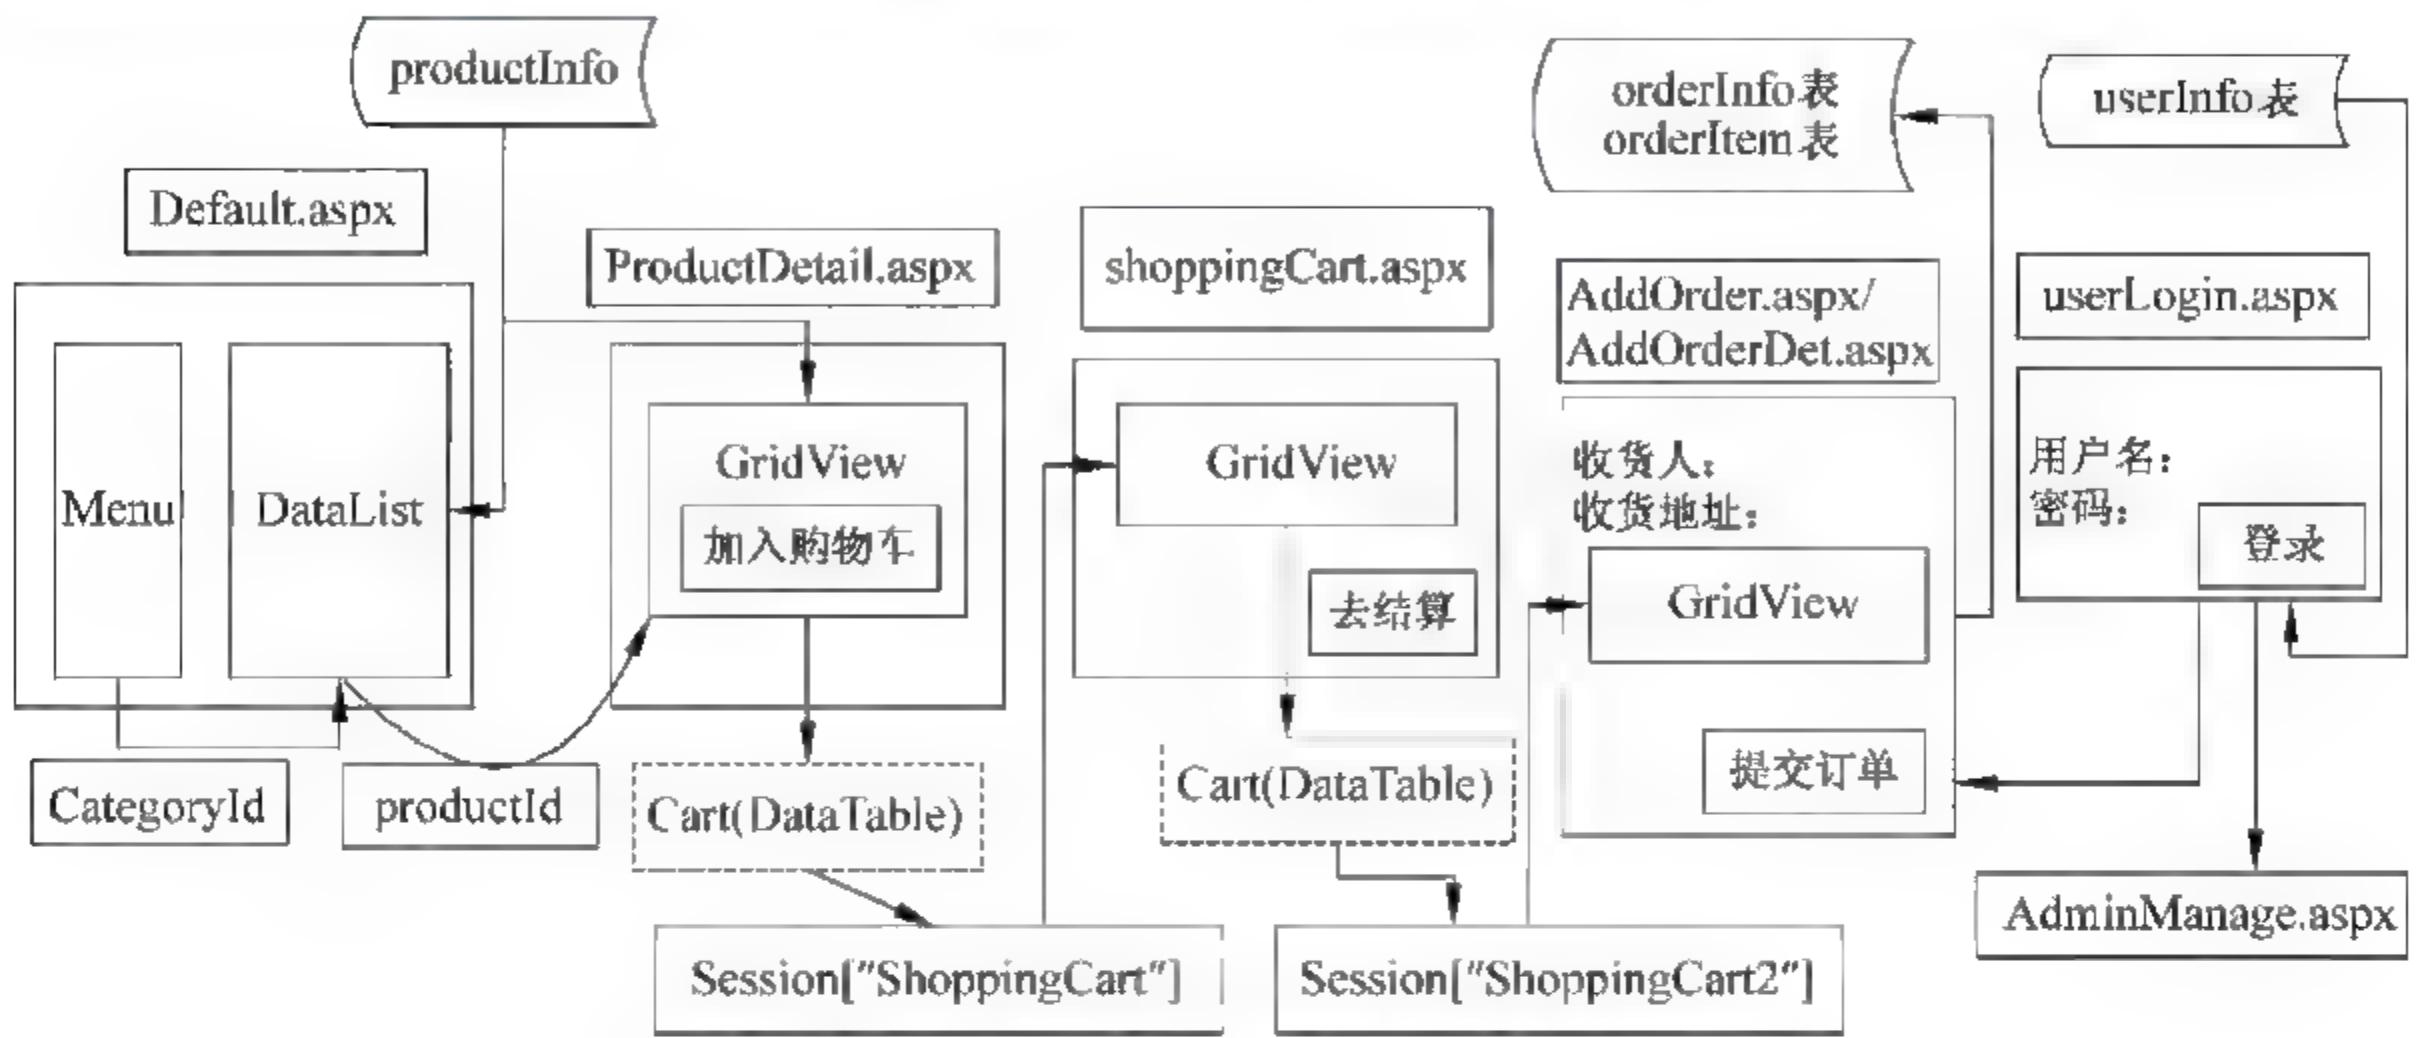 productInfo
orderInfo表
orderItem表
userInfo表
Default.aspx
ProductDetail.aspx
shoppingCart.aspx
AddOrder.aspx/
AddOrderDet.aspx
userLogin.aspx
Menu
DataList
GridView
加入购物车
GridView
去结算
收货人：
收货地址：
GridView
提交订单
用户名：
密码：
登录
CategoryId
productId
Cart(DataTable)
Cart(DataTable)
Session["ShoppingCart"]
Session["ShoppingCart2"]
AdminManage.aspx